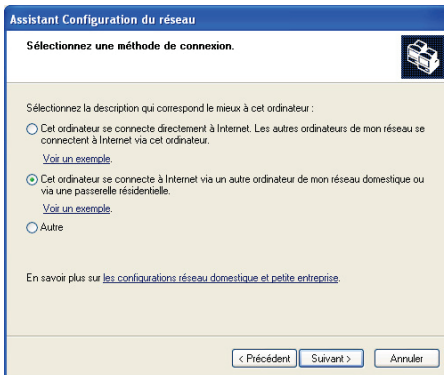 Assistant Configuration du réseau
Sélectionnez une méthode de connexion.
Sélectionnez la description qui correspond le mieux à cet ordinateur :
Cet ordinateur se connecte directement à Internet. Les autres ordinateurs de mon réseau se
connectent à Internet via cet ordinateur.
Voir un exemple.
Cet ordinateur se connecte à Internet via un autre ordinateur de mon réseau domestique ou
via une passerelle résidentielle.
Voir un exemple.
Autre
En savoir plus sur les configurations réseau domestique et petite entreprise.
< Précédent Suivant > Annuler